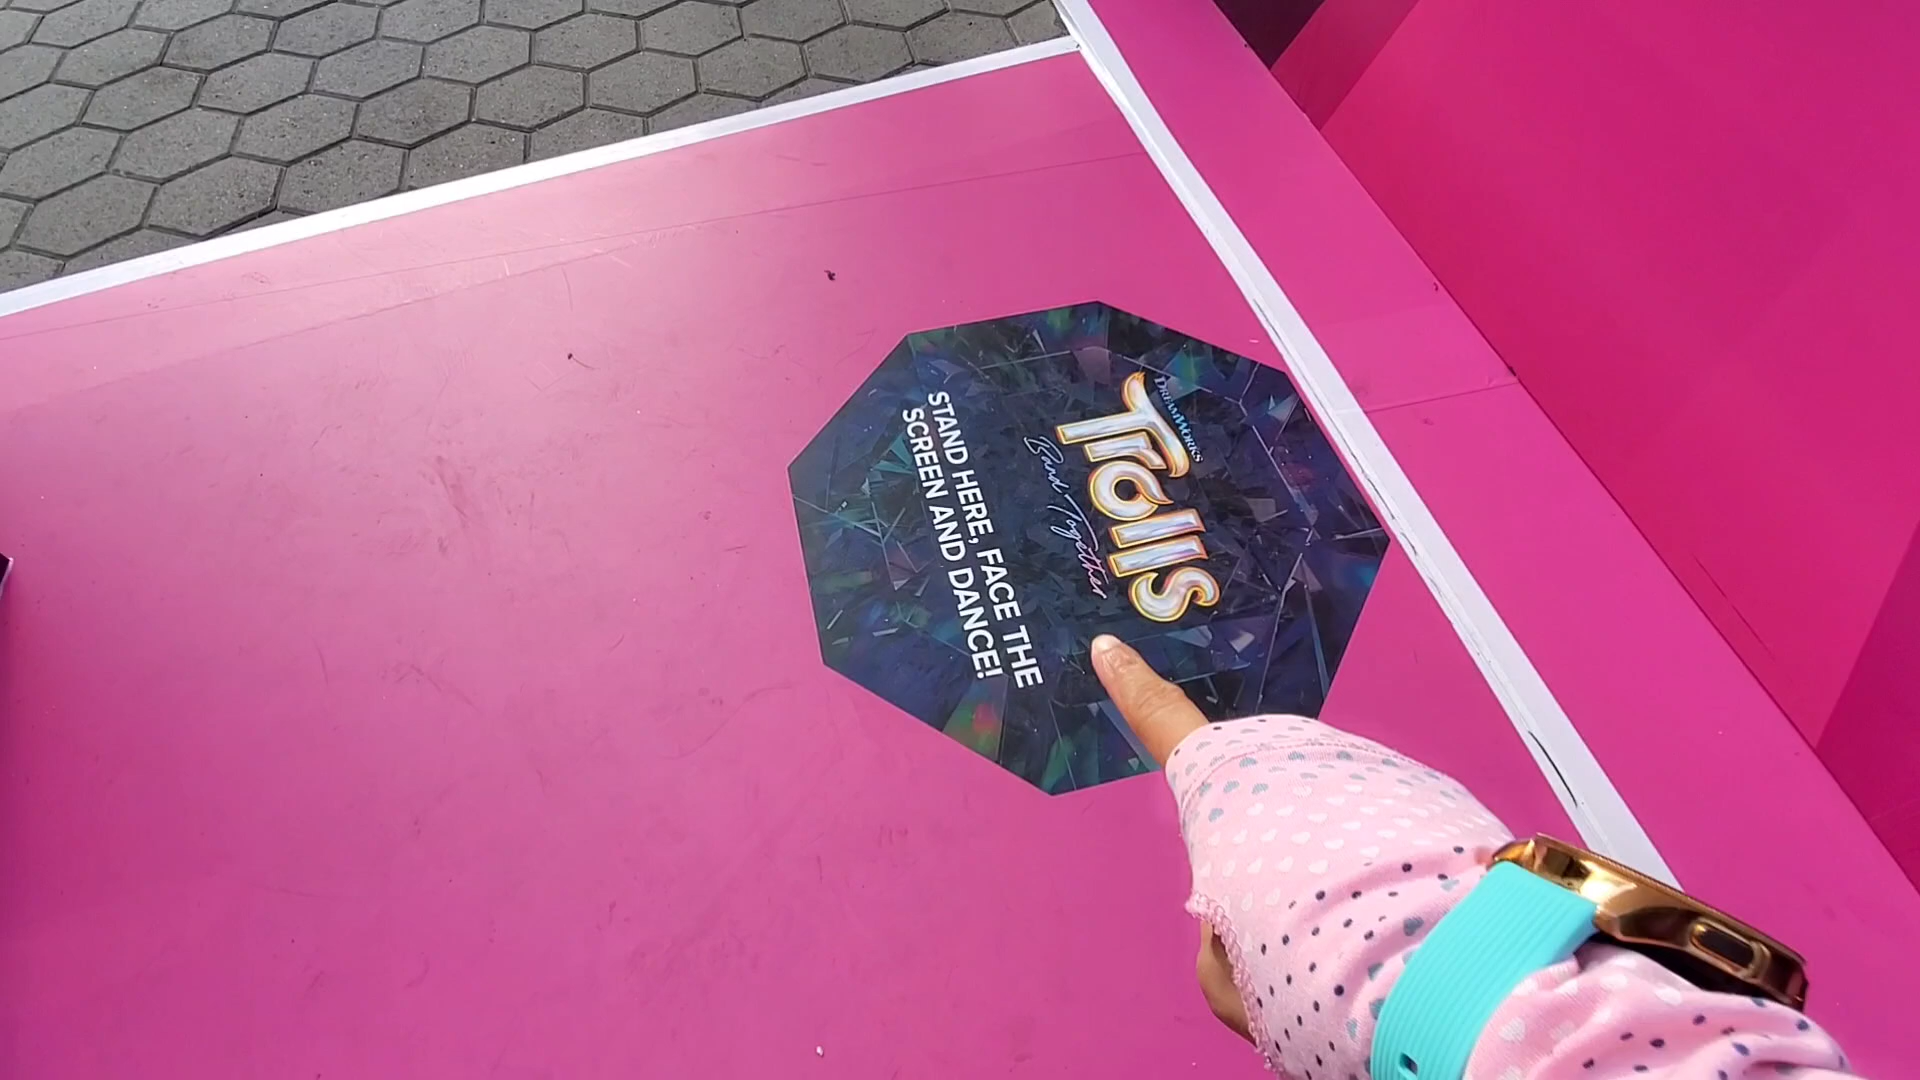 DREAMWORKS
Trolls
Band Together
STAND HERE, FACE THE
SCREEN AND DANCE!